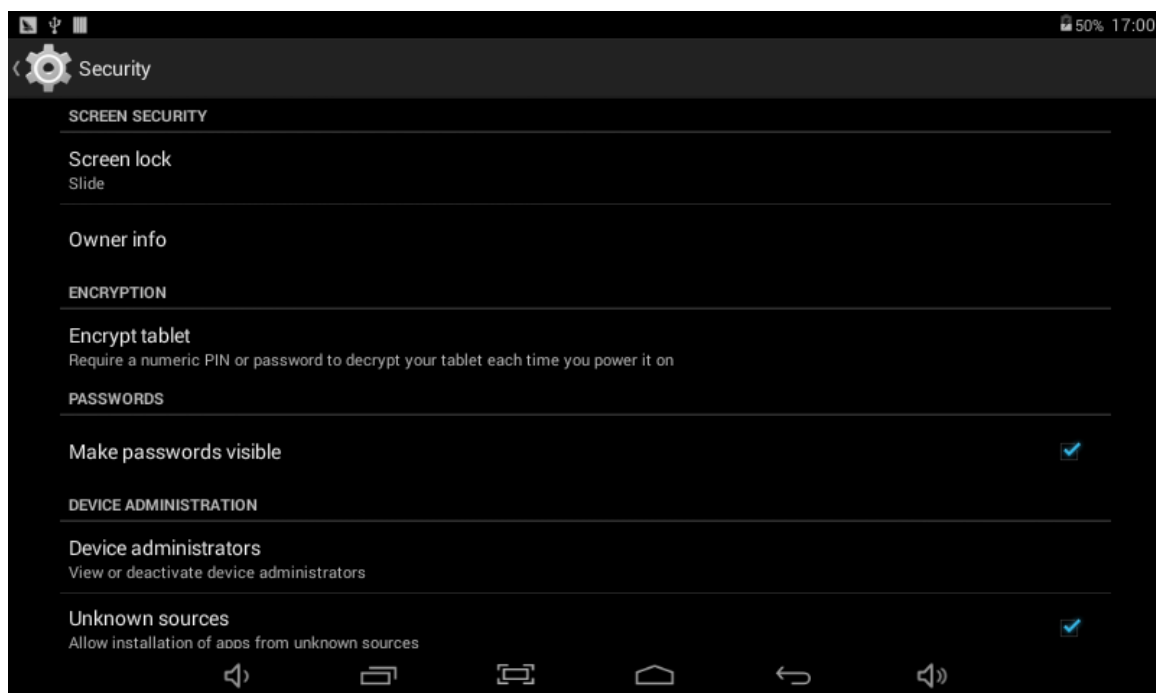 50% 17:00
Security
SCREEN SECURITY
Screen lock
Slide
Owner info
ENCRYPTION
Encrypt tablet
Require a numeric PIN or password to decrypt your tablet each time you power it on
PASSWORDS
Make passwords visible
DEVICE ADMINISTRATION
Device administrators
View or deactivate device administrators
Unknown sources
Allow installation of apps from unknown sources